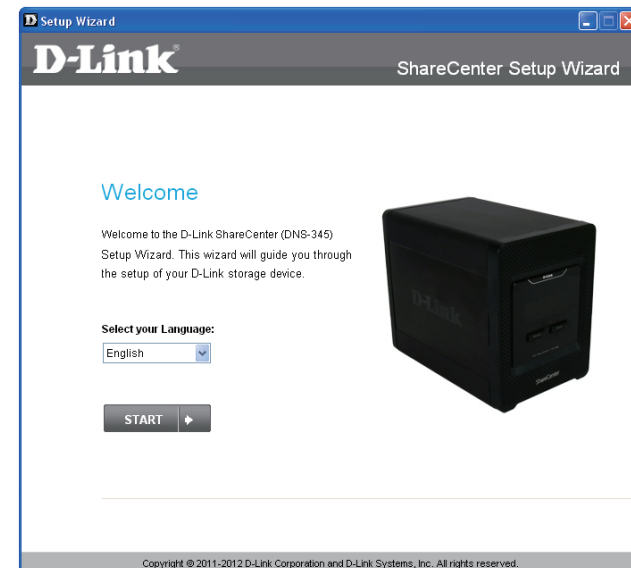 Setup Wizard
D-Link®
ShareCenter Setup Wizard
Welcome
Welcome to the D-Link ShareCenter (DNS-345)
Setup Wizard. This wizard will guide you through
the setup of your D-Link storage device.
D-Link
ShareCenter
Select your Language:
English
START
Copyright © 2011-2012 D-Link Corporation and D-Link Systems, Inc. All rights reserved.